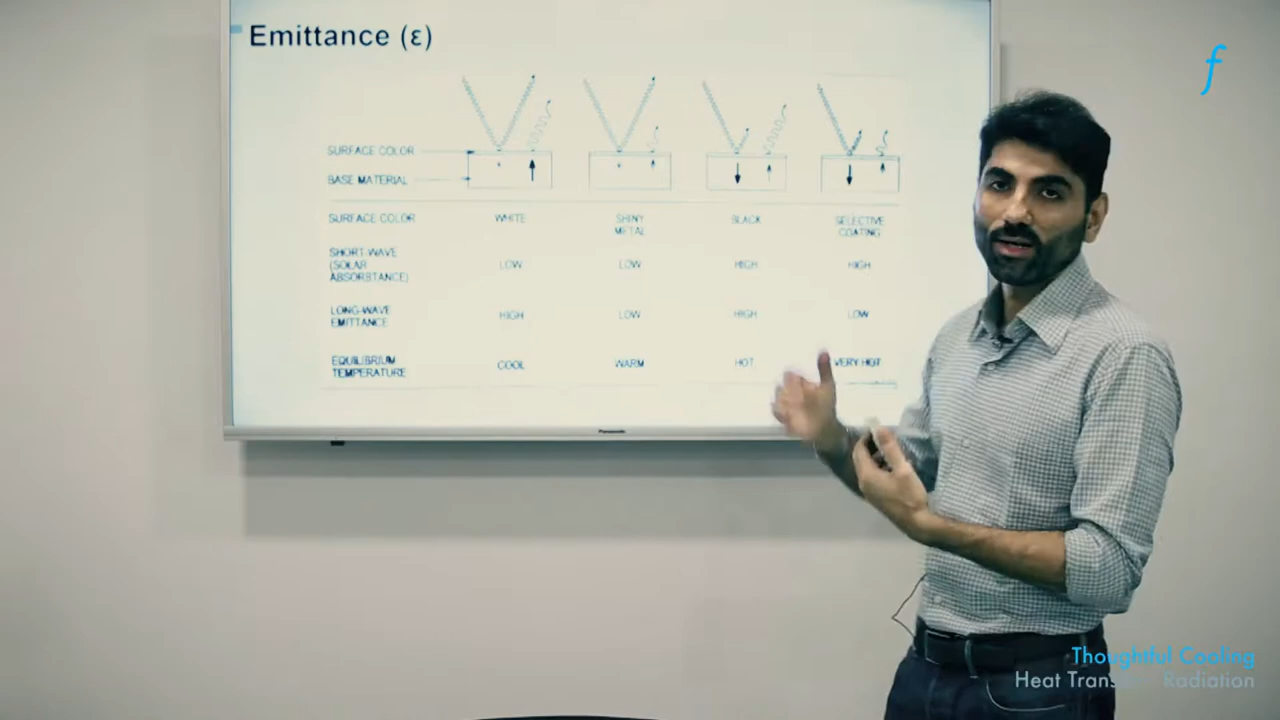 Emittance (ε)
f
SURFACE COLOR
BASE MATERIAL
SURFACE COLOR WHITE SHINY METAL BLACK SELECTIVE COATING
SHORT-WAVE
(SOLAR
ABSORBTANCE) LOW LOW HIGH HIGH
LONG-WAVE
EMITTANCE HIGH LOW HIGH LOW
EQUILIBRIUM
TEMPERATURE COOL WARM HOT VERY HOT
Panasonic
Thoughtful Cooling
Heat Radiation